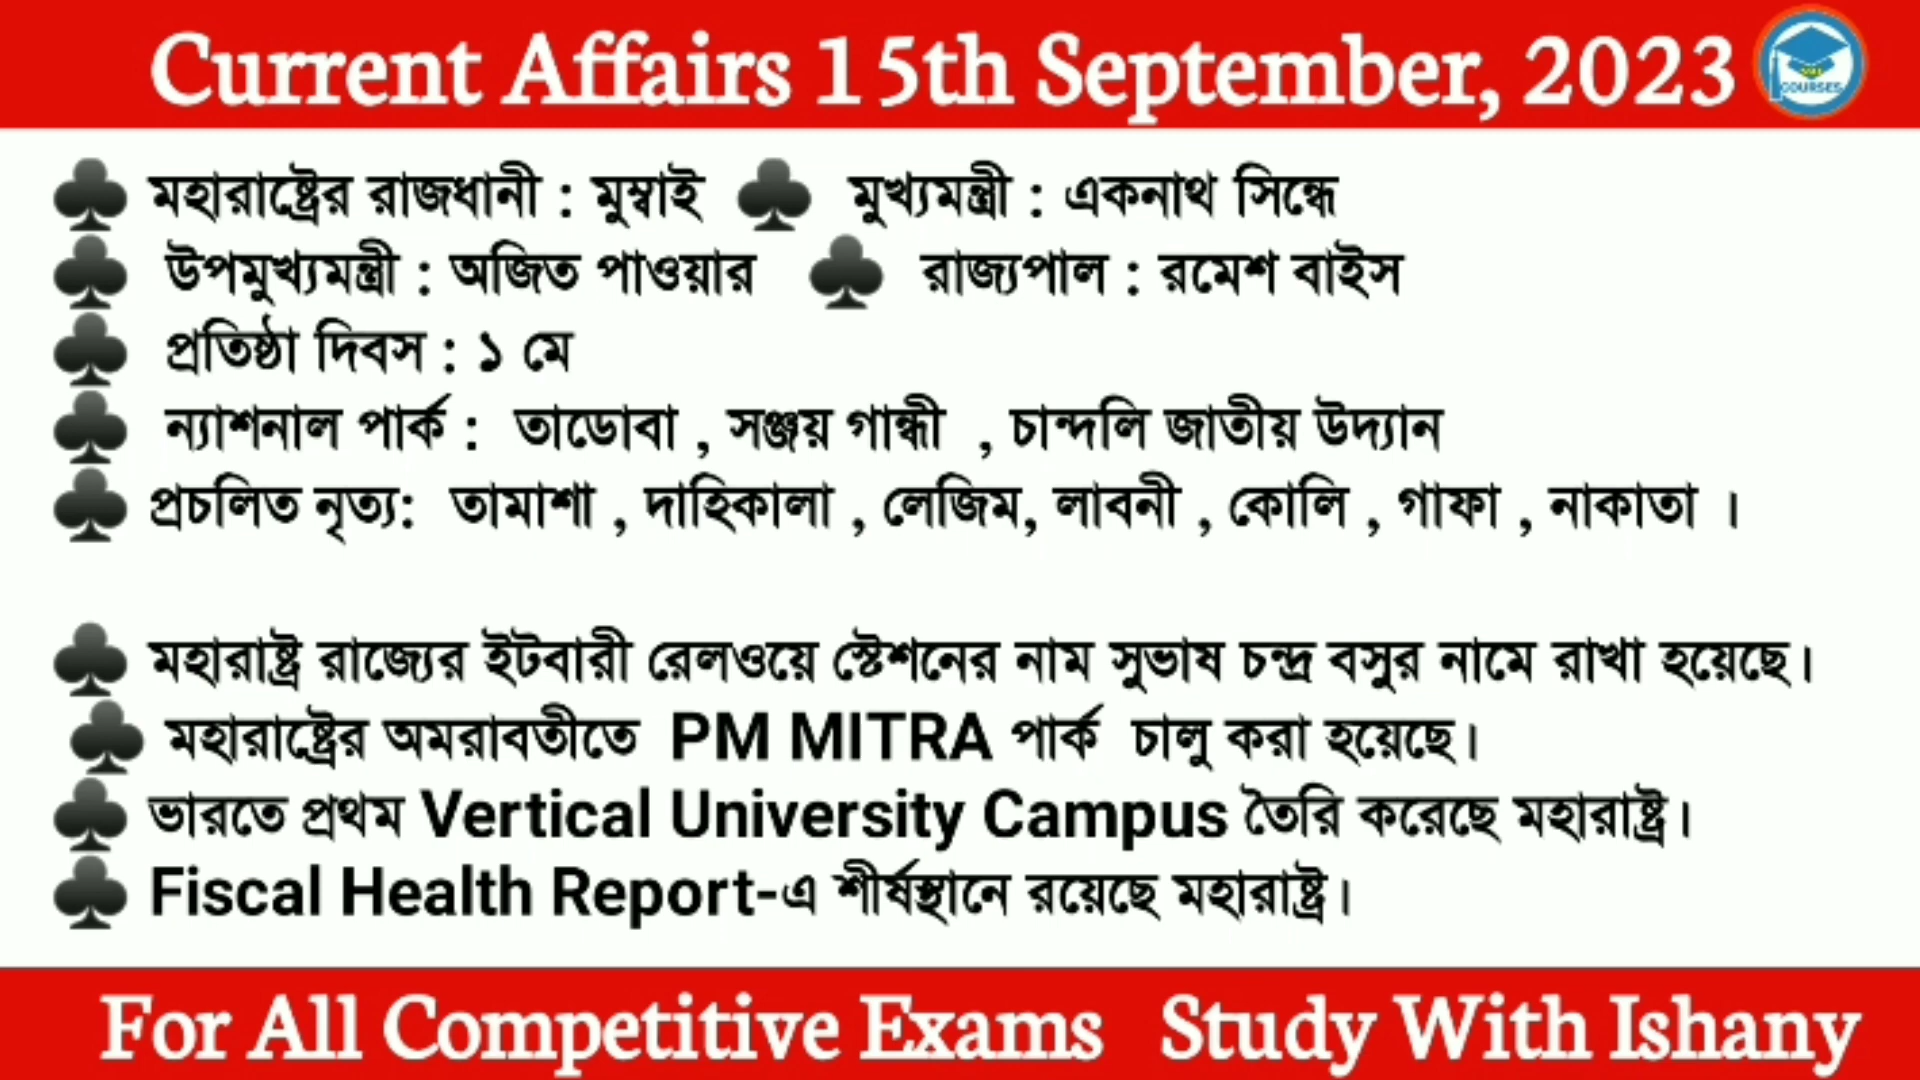 Current Affairs 15th September, 2023
COURSES
♣ মহারাষ্ট্রের রাজধানী : মুম্বাই ♣ মুখ্যমন্ত্রী : একনাথ সিন্ধে
♣ উপমুখ্যমন্ত্রী : অজিত পাওয়ার ♣ রাজ্যপাল : রমেশ বাইস
♣ প্রতিষ্ঠা দিবস : ১ মে
♣ ন্যাশনাল পার্ক : তাডোবা , সঞ্জয় গান্ধী , চান্দলি জাতীয় উদ্যান
♣ প্রচলিত নৃত্য: তামাশা , দাহিকালা , লেজিম, লাবনী , কোলি , গাফা , নাকাতা ।
♣ মহারাষ্ট্র রাজ্যের ইটবারী রেলওয়ে স্টেশনের নাম সুভাষ চন্দ্র বসুর নামে রাখা হয়েছে।
♣ মহারাষ্ট্রের অমরাবতীতে PM MITRA পার্ক চালু করা হয়েছে।
♣ ভারতে প্রথম Vertical University Campus তৈরি করেছে মহারাষ্ট্র।
♣ Fiscal Health Report-এ শীর্ষস্থানে রয়েছে মহারাষ্ট্র।
For All Competitive Exams Study With Ishany